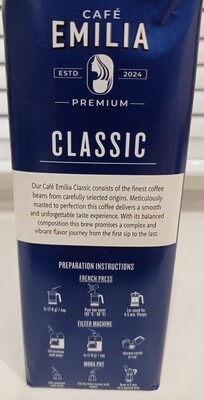 CAFÉ
EMILIA
ESTD 2024
PREMIUM
CLASSIC
Our Café Emilia Classic consists of the finest coffee
beans from carefully selected origins. Meticulously
roasted to perfection this coffee delivers a smooth
and unforgettable taste experience. With its balanced
composition this brew promises a complex and
vibrant flavor journey from the first sip to the last.
PREPARATION INSTRUCTIONS
FRENCH PRESS
FILTER MACHINE
MOKA POT